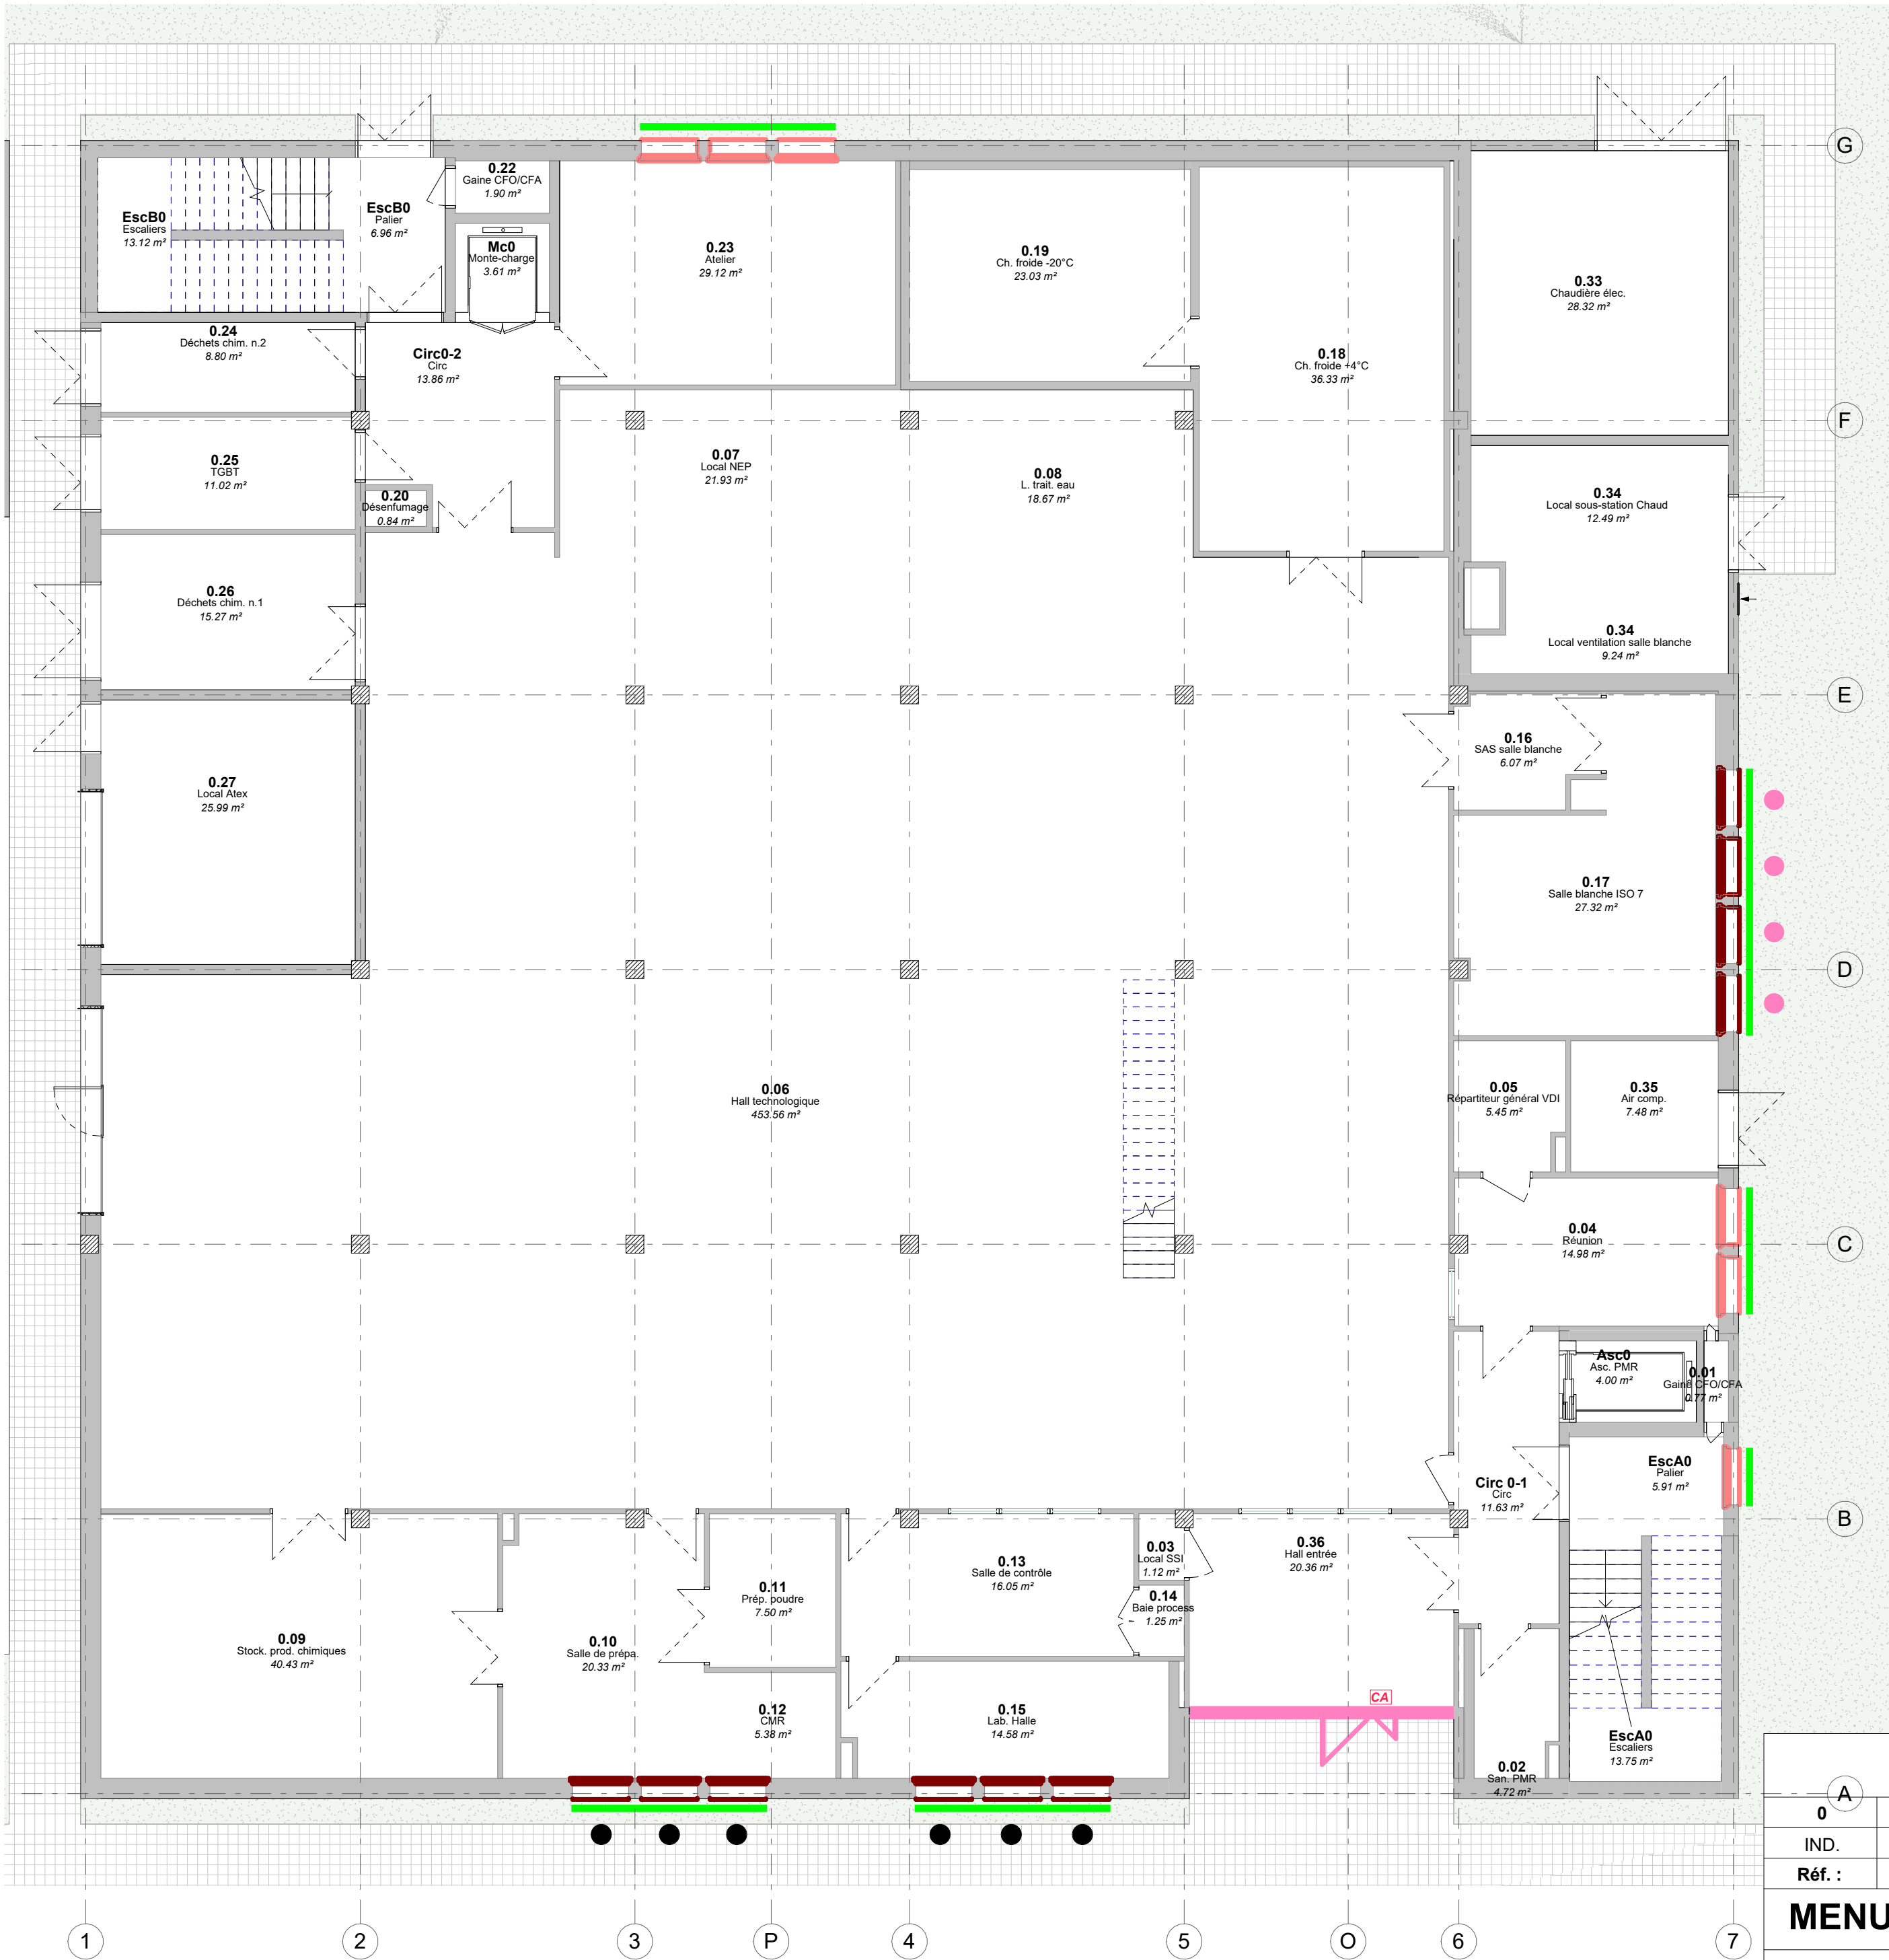 G
0.22
Gaine CFO/CFA
1.90 m²
EscB0
Escaliers
13.12 m²
EscB0
Palier
6.96 m²
Mc0
Monte-charge
3.61 m²
0.23
Atelier
29.12 m²
0.19
Ch. froide -20°C
23.03 m²
0.33
Chaudière élec.
28.32 m²
0.24
Déchets chim. n.2
8.80 m²
Circ0-2
Circ
13.86 m²
0.18
Ch. froide +4°C
36.33 m²
F
0.25
TGBT
11.02 m²
0.07
Local NEP
21.93 m²
0.08
L. trait. eau
18.67 m²
0.20
Désenfumage
0.84 m²
0.34
Local sous-station Chaud
12.49 m²
0.26
Déchets chim. n.1
15.27 m²
0.34
Local ventilation salle blanche
9.24 m²
E
0.16
SAS salle blanche
6.07 m²
0.27
Local Atex
25.99 m²
0.17
Salle blanche ISO 7
27.32 m²
D
0.06
Hall technologique
453.56 m²
0.05
Répartiteur général VDI
5.45 m²
0.35
Air comp.
7.48 m²
0.04
Réunion
14.98 m²
C
Asc0
Asc. PMR
4.00 m²
0.01
Gaine CFO/CFA
0.77 m²
EscA0
Palier
5.91 m²
Circ 0-1
Circ
11.63 m²
B
0.03
Local SSI
1.12 m²
0.36
Hall entrée
20.36 m²
0.13
Salle de contrôle
16.05 m²
0.11
Prép. poudre
7.50 m²
0.14
Baie process
1.25 m²
0.09
Stock. prod. chimiques
40.43 m²
0.10
Salle de prépa.
20.33 m²
CA
0.12
CMR
5.38 m²
0.15
Lab. Halle
14.58 m²
EscA0
Escaliers
13.75 m²
0.02
San. PMR
4.72 m²
A
0
IND.
Réf. :
MENU
1 2 3 P 4 5 O 6 7